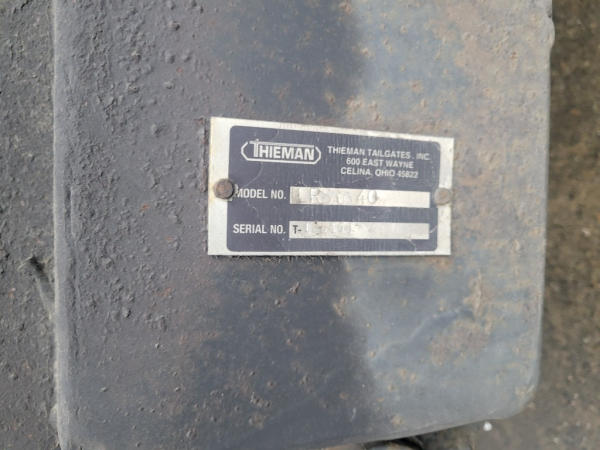 THIEMAN
THIEMAN TAILGATES, INC.
600 EAST WAYNE
CELINA, OHIO 45822
MODEL NO.
SERIAL NO. T-